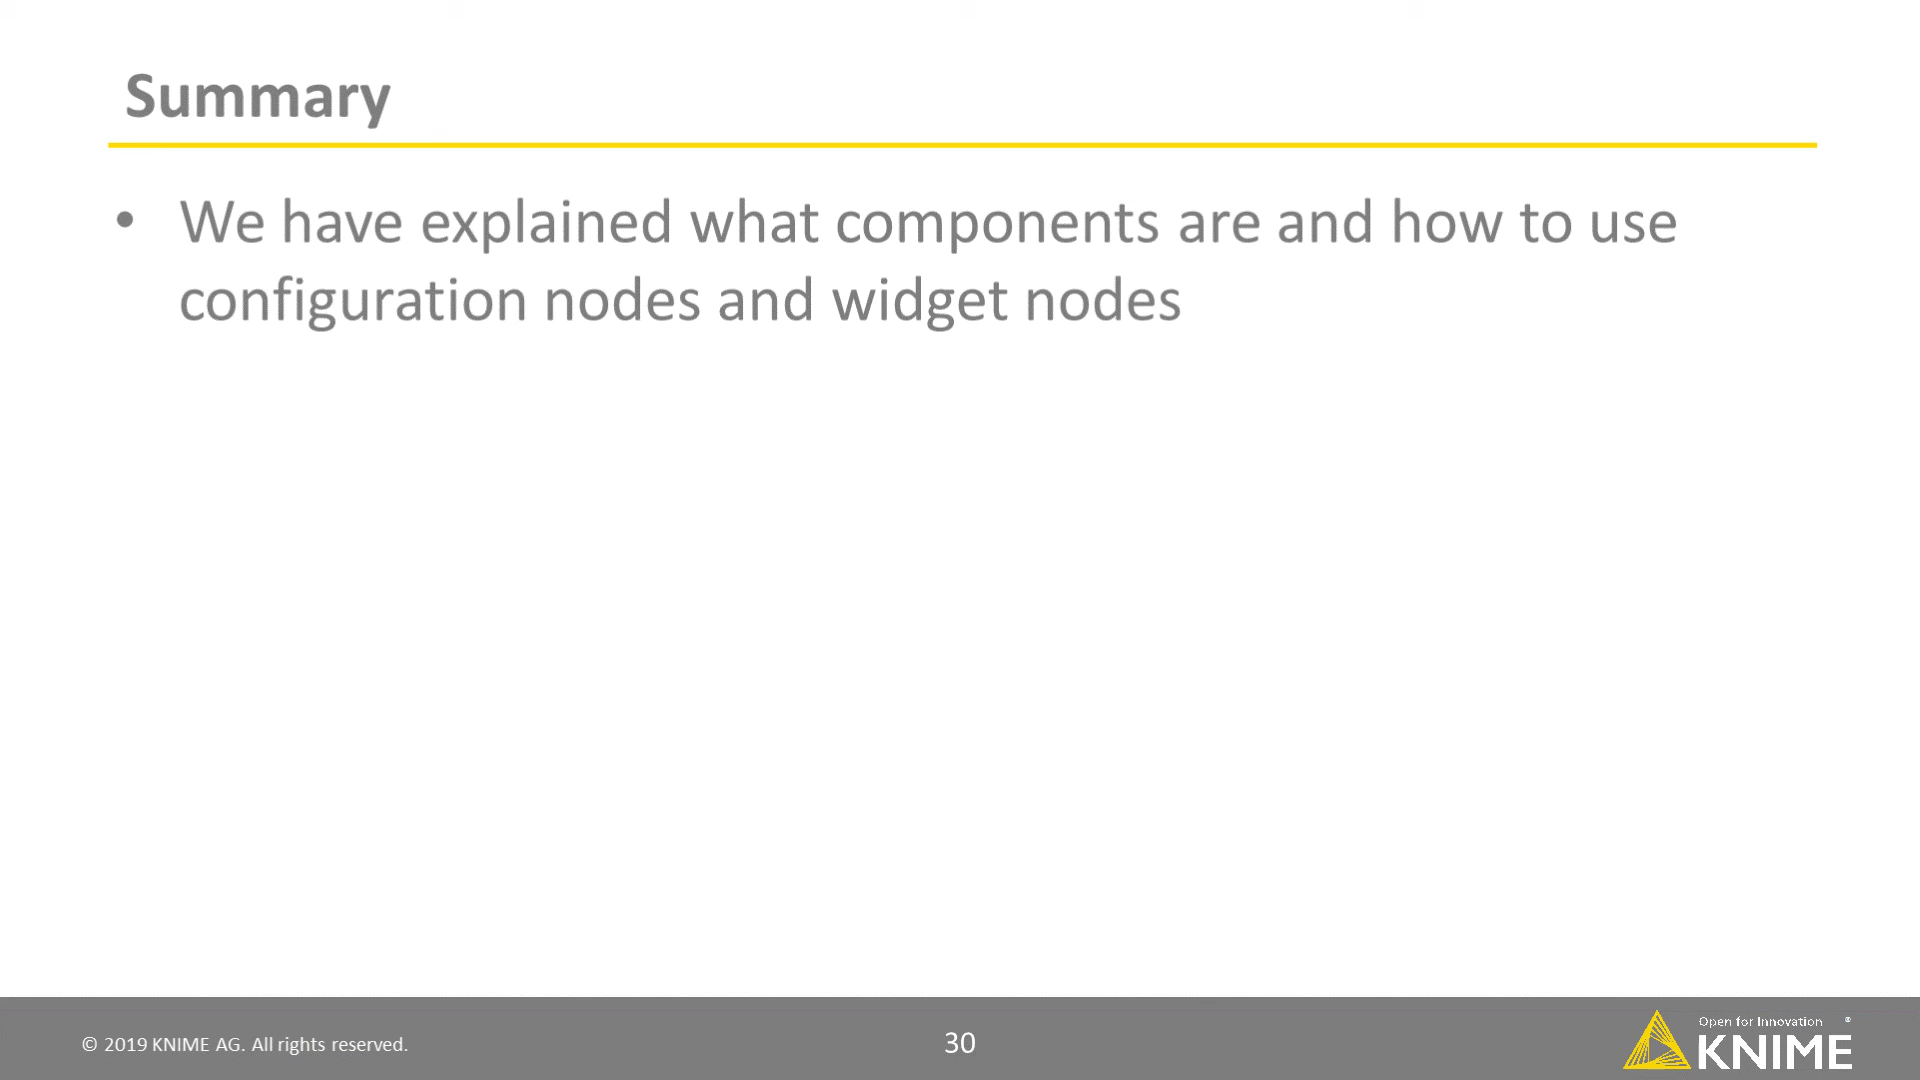 Summary
• We have explained what components are and how to use
configuration nodes and widget nodes
© 2019 KNIME AG. All rights reserved.
30
Open for Innovation ®
KNIME